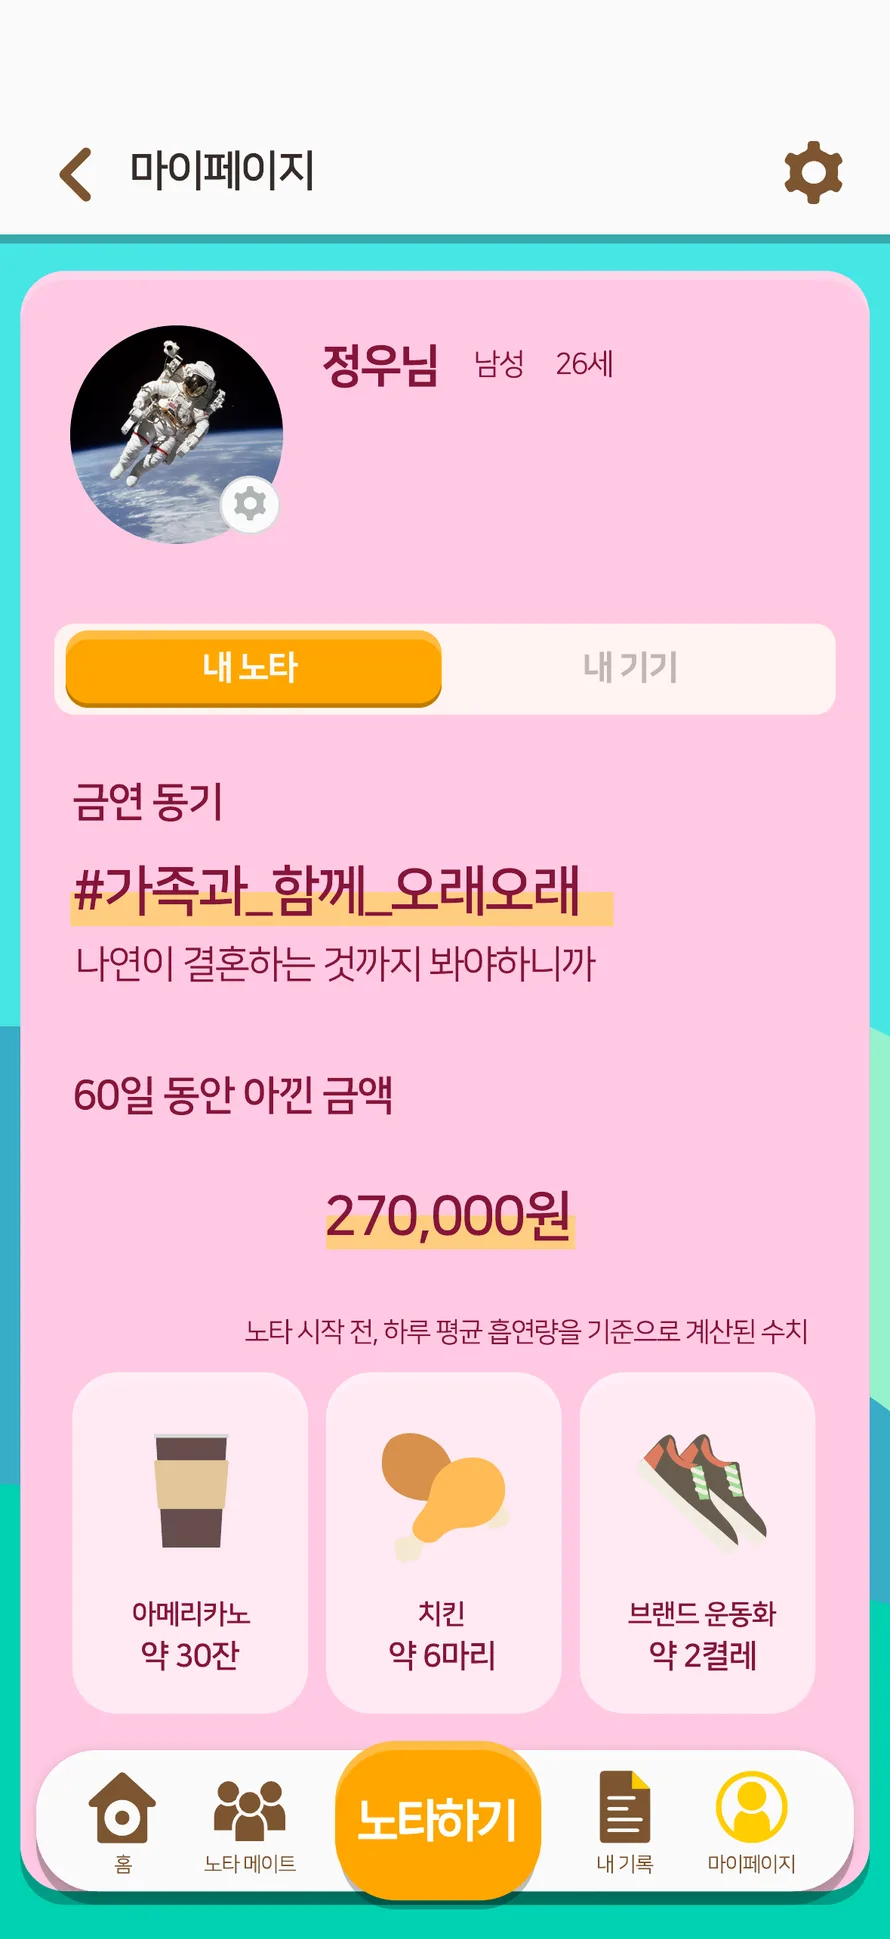 마이페이지
정우님 남성 26세
내 노타 내 기기
금연 동기
#가족과_함께_오래오래
나연이 결혼하는 것까지 봐야하니까
60일 동안 아낀 금액
270,000원
노타 시작 전, 하루 평균 흡연량을 기준으로 계산된 수치
아메리카노
약 30잔
치킨
약 6마리
브랜드 운동화
약 2켤레
홈
노타 메이트
노타하기
내 기록
마이페이지